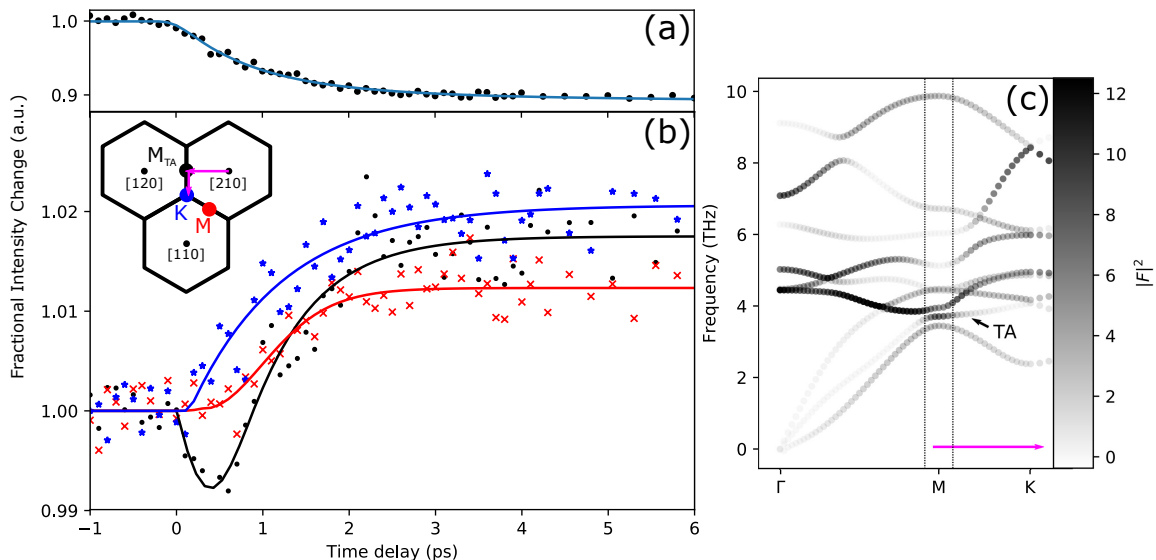 (a)
1.0
0.9
Fractional Intensity Change (a.u.)
(b)
1.02
1.01
1.00
0.99
M_TA
[120]
[210]
K
M
[110]
−1
0
1
2
3
4
5
6
Time delay (ps)
(c)
10
8
6
4
2
0
Frequency (THz)
TA
Γ
M
K
12
10
8
6
4
2
0
|F|²